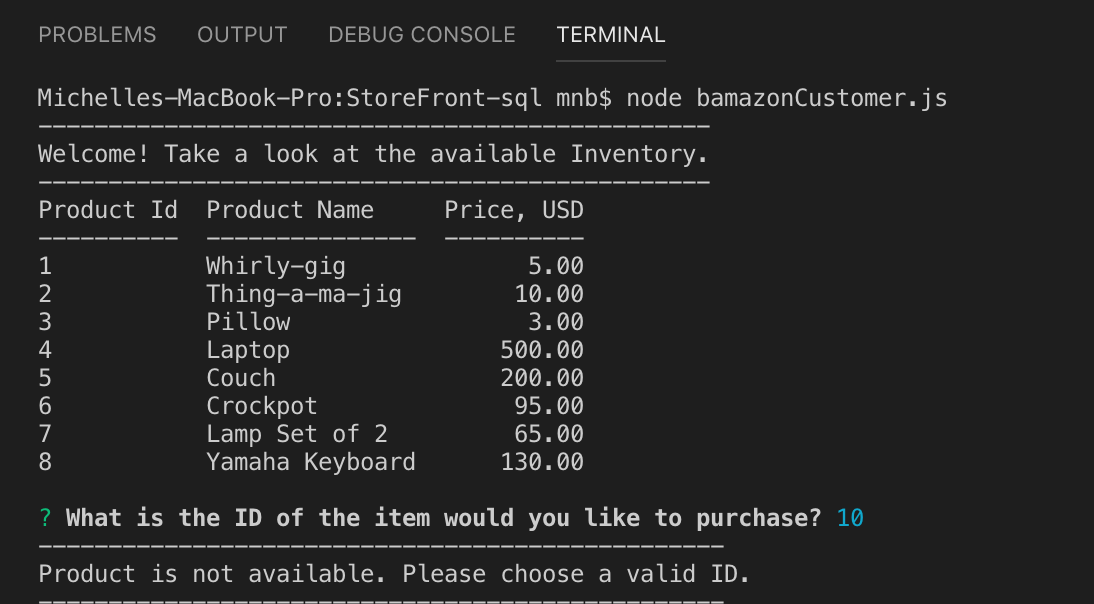 PROBLEMS OUTPUT DEBUG CONSOLE TERMINAL
Michelles-MacBook-Pro:StoreFront-sql mnb$ node bamazonCustomer.js
------------------------------------------------
Welcome! Take a look at the available Inventory.
------------------------------------------------
Product Id  Product Name     Price, USD
----------  ---------------  ----------
1           Whirly-gig             5.00
2           Thing-a-ma-jig        10.00
3           Pillow                 3.00
4           Laptop               500.00
5           Couch                200.00
6           Crockpot              95.00
7           Lamp Set of 2         65.00
8           Yamaha Keyboard      130.00
? What is the ID of the item would you like to purchase? 10
-------------------------------------------------
Product is not available. Please choose a valid ID.
-------------------------------------------------